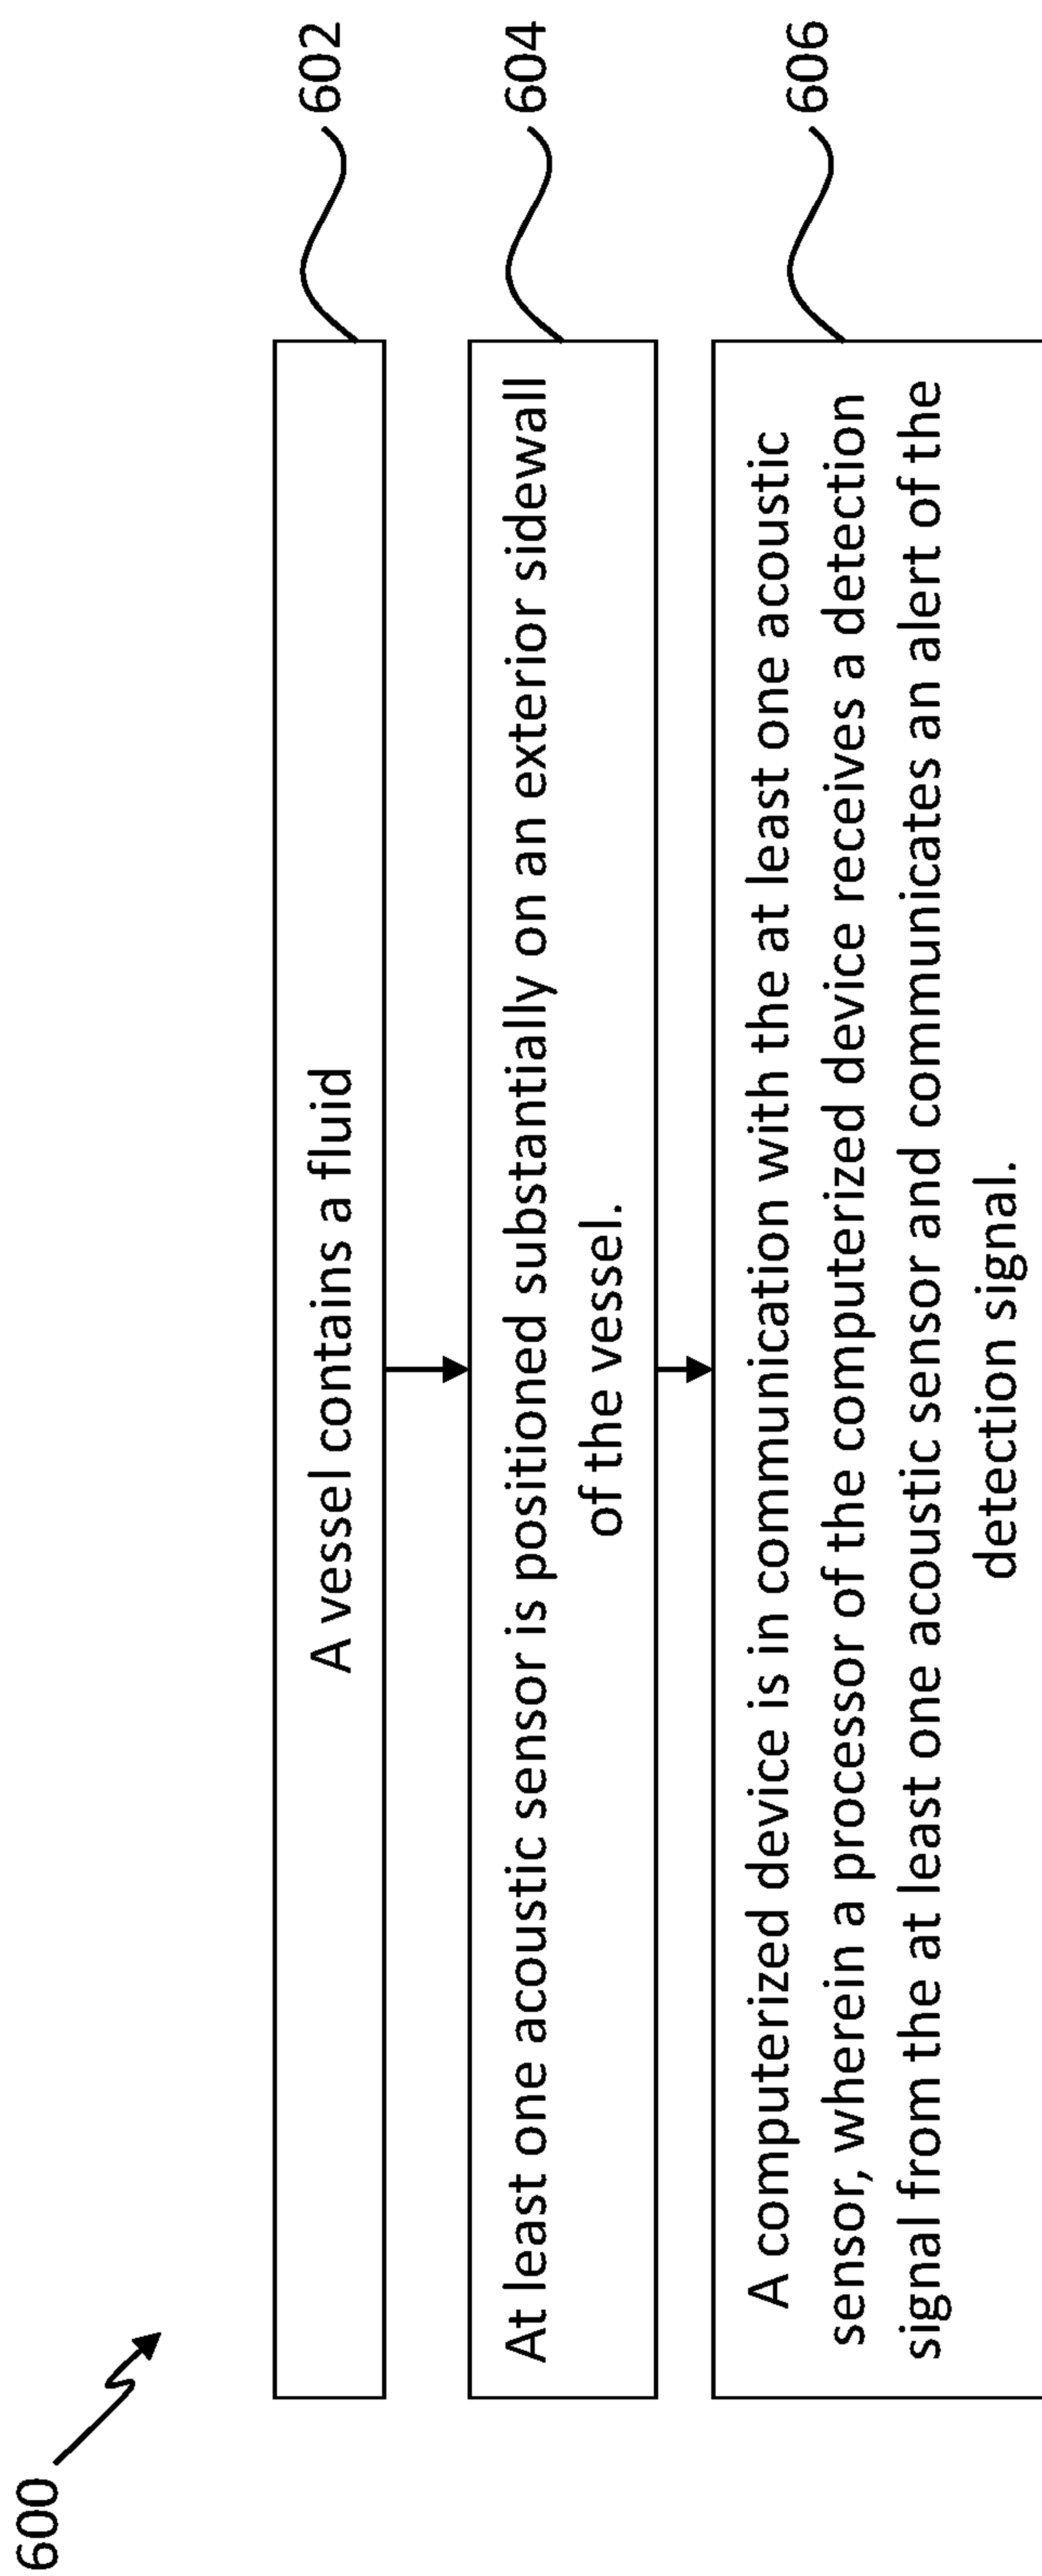 600
A vessel contains a fluid
602
At least one acoustic sensor is positioned substantially on an exterior sidewall
of the vessel.
604
A computerized device is in communication with the at least one acoustic
sensor, wherein a processor of the computerized device receives a detection
signal from the at least one acoustic sensor and communicates an alert of the
detection signal.
606